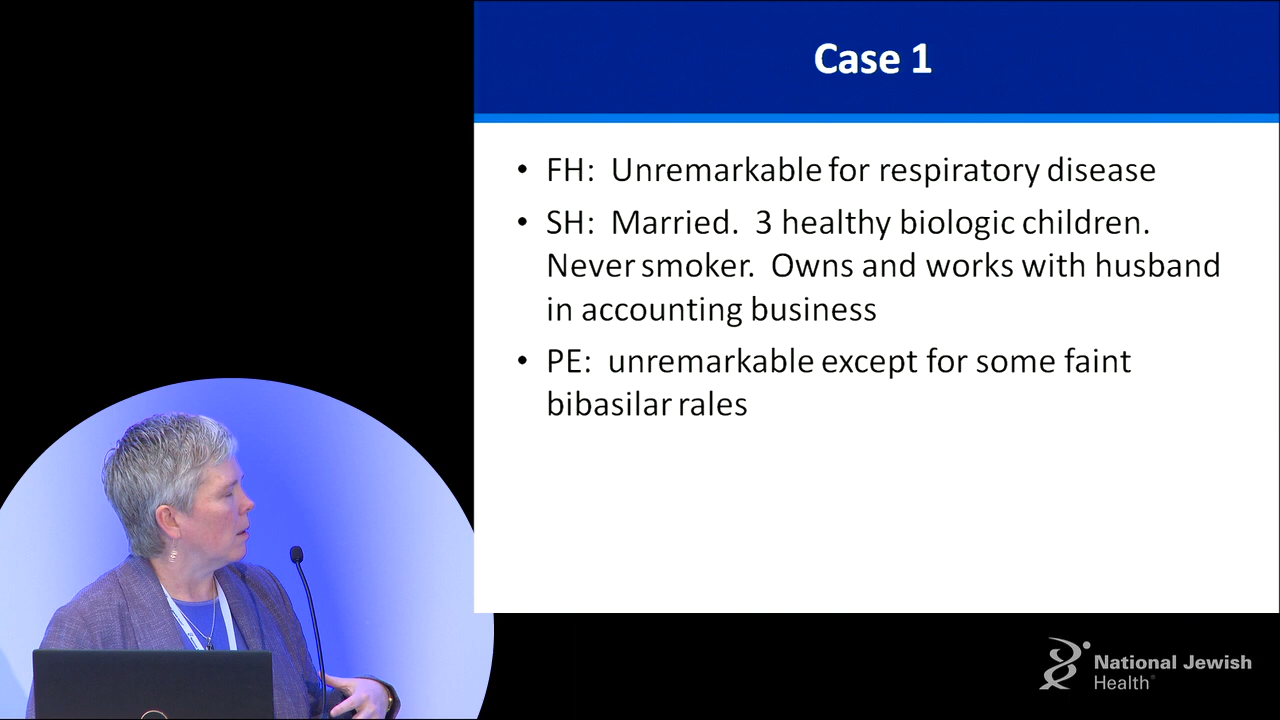 Case 1
• FH: Unremarkable for respiratory disease
• SH: Married. 3 healthy biologic children.
Never smoker. Owns and works with husband
in accounting business
• PE: unremarkable except for some faint
bibasilar rales
National Jewish
Health®